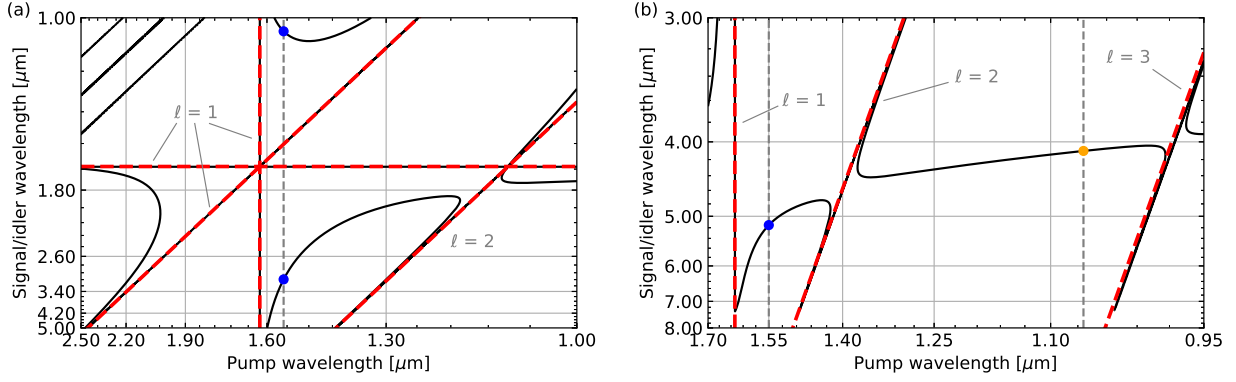 (a)
1.00
1.80
2.60
3.40
4.20
5.00
Signal/idler wavelength [μm]
ℓ = 1
ℓ = 2
2.50 2.20 1.90 1.60 1.30 1.00
Pump wavelength [μm]
(b)
3.00
4.00
5.00
6.00
7.00
8.00
Signal/idler wavelength [μm]
ℓ = 1
ℓ = 2
ℓ = 3
1.70 1.55 1.40 1.25 1.10 0.95
Pump wavelength [μm]